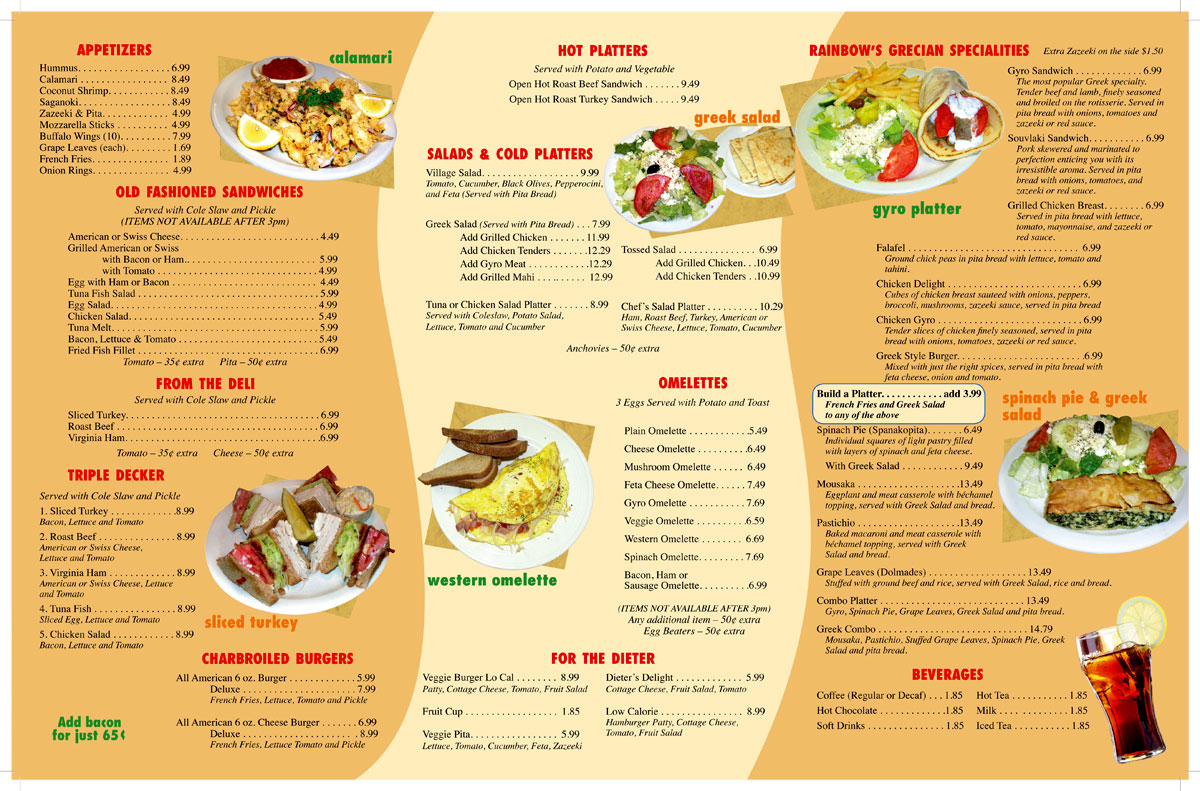 APPETIZERS
Hummus. . . . . . . . . . . . . . . . . . 6.99
Calamari . . . . . . . . . . . . . . . . . 8.49
Coconut Shrimp. . . . . . . . . . . . 8.49
Saganoki. . . . . . . . . . . . . . . . . . 8.49
Zazeeki & Pita. . . . . . . . . . . . . 4.99
Mozzarella Sticks . . . . . . . . . . 4.99
Buffalo Wings (10). . . . . . . . . . 7.99
Grape Leaves (each). . . . . . . . . 1.69
French Fries. . . . . . . . . . . . . . . 1.89
Onion Rings. . . . . . . . . . . . . . . 4.99
calamari
OLD FASHIONED SANDWICHES
Served with Cole Slaw and Pickle
(ITEMS NOT AVAILABLE AFTER 3pm)
American or Swiss Cheese. . . . . . . . . . . . . . . . . . . . . . . . . . . 4.49
Grilled American or Swiss
with Bacon or Ham.. . . . . . . . . . . . . . . . . . . . . . . . . 5.99
with Tomato . . . . . . . . . . . . . . . . . . . . . . . . . . . . . . . 4.99
Egg with Ham or Bacon . . . . . . . . . . . . . . . . . . . . . . . . . . . . 4.49
Tuna Fish Salad . . . . . . . . . . . . . . . . . . . . . . . . . . . . . . . . . . . 5.99
Egg Salad. . . . . . . . . . . . . . . . . . . . . . . . . . . . . . . . . . . . . . . . 4.99
Chicken Salad. . . . . . . . . . . . . . . . . . . . . . . . . . . . . . . . . . . . 5.49
Tuna Melt. . . . . . . . . . . . . . . . . . . . . . . . . . . . . . . . . . . . . . . . 5.99
Bacon, Lettuce & Tomato . . . . . . . . . . . . . . . . . . . . . . . . . . . 5.49
Fried Fish Fillet . . . . . . . . . . . . . . . . . . . . . . . . . . . . . . . . . . . 6.99
Tomato – 35¢ extra Pita – 50¢ extra
FROM THE DELI
Served with Cole Slaw and Pickle
Sliced Turkey. . . . . . . . . . . . . . . . . . . . . . . . . . . . . . . . . . . . . 6.99
Roast Beef . . . . . . . . . . . . . . . . . . . . . . . . . . . . . . . . . . . . . . . 6.99
Virginia Ham. . . . . . . . . . . . . . . . . . . . . . . . . . . . . . . . . . . . . .6.99
Tomato – 35¢ extra Cheese – 50¢ extra
TRIPLE DECKER
Served with Cole Slaw and Pickle
1. Sliced Turkey . . . . . . . . . . . . .8.99
Bacon, Lettuce and Tomato
2. Roast Beef . . . . . . . . . . . . . . . 8.99
American or Swiss Cheese,
Lettuce and Tomato
3. Virginia Ham . . . . . . . . . . . . . 8.99
American or Swiss Cheese, Lettuce
and Tomato
4. Tuna Fish . . . . . . . . . . . . . . . . 8.99
Sliced Egg, Lettuce and Tomato
5. Chicken Salad . . . . . . . . . . . . 8.99
Bacon, Lettuce and Tomato
sliced turkey
CHARBROILED BURGERS
All American 6 oz. Burger . . . . . . . . . . . . . 5.99
Deluxe . . . . . . . . . . . . . . . . . . . . . . 7.99
French Fries, Lettuce, Tomato and Pickle
All American 6 oz. Cheese Burger . . . . . . . 6.99
Deluxe . . . . . . . . . . . . . . . . . . . . . . 8.99
French Fries, Lettuce Tomato and Pickle
Add bacon
for just 65¢
HOT PLATTERS
Served with Potato and Vegetable
Open Hot Roast Beef Sandwich . . . . . . . 9.49
Open Hot Roast Turkey Sandwich . . . . . 9.49
greek salad
SALADS & COLD PLATTERS
Village Salad. . . . . . . . . . . . . . . . . . . 9.99
Tomato, Cucumber, Black Olives, Pepperocini,
and Feta (Served with Pita Bread)
Greek Salad (Served with Pita Bread) . . . 7.99
Add Grilled Chicken . . . . . . . 11.99
Add Chicken Tenders . . . . . . .12.29
Add Gyro Meat . . . . . . . . . . . .12.29
Add Grilled Mahi . . . . . . . . . . 12.99
Tossed Salad . . . . . . . . . . . . . . . . 6.99
Add Grilled Chicken. . . .10.49
Add Chicken Tenders . . .10.99
Tuna or Chicken Salad Platter . . . . . . . 8.99
Served with Coleslaw, Potato Salad,
Lettuce, Tomato and Cucumber
Chef's Salad Platter . . . . . . . . . . 10.29
Ham, Roast Beef, Turkey, American or
Swiss Cheese, Lettuce, Tomato, Cucumber
Anchovies – 50¢ extra
OMELETTES
3 Eggs Served with Potato and Toast
Plain Omelette . . . . . . . . . . . .5.49
Cheese Omelette . . . . . . . . . .6.49
Mushroom Omelette . . . . . . 6.49
Feta Cheese Omelette. . . . . . 7.49
Gyro Omelette . . . . . . . . . . . 7.69
Veggie Omelette . . . . . . . . . .6.59
Western Omelette . . . . . . . . 6.69
Spinach Omelette. . . . . . . . . 7.69
Bacon, Ham or
Sausage Omelette. . . . . . . . . .6.99
(ITEMS NOT AVAILABLE AFTER 3pm)
Any additional item – 50¢ extra
Egg Beaters – 50¢ extra
western omelette
FOR THE DIETER
Veggie Burger Lo Cal . . . . . . . . 8.99
Patty, Cottage Cheese, Tomato, Fruit Salad
Fruit Cup . . . . . . . . . . . . . . . . . . 1.85
Veggie Pita. . . . . . . . . . . . . . . . . 5.99
Lettuce, Tomato, Cucumber, Feta, Zazeeki
Dieter's Delight . . . . . . . . . . . . . 5.99
Cottage Cheese, Fruit Salad, Tomato
Low Calorie . . . . . . . . . . . . . . . . 8.99
Hamburger Patty, Cottage Cheese,
Tomato, Fruit Salad
RAINBOW'S GRECIAN SPECIALITIES Extra Zazeeki on the side $1.50
Gyro Sandwich . . . . . . . . . . . . . 6.99
The most popular Greek specialty.
Tender beef and lamb, finely seasoned
and broiled on the rotisserie. Served in
pita bread with onions, tomatoes and
zazeeki or red sauce.
Souvlaki Sandwich. . . . . . . . . . . 6.99
Pork skewered and marinated to
perfection enticing you with its
irresistible aroma. Served in pita
bread with onions, tomatoes, and
zazeeki or red sauce.
gyro platter
Grilled Chicken Breast. . . . . . . . 6.99
Served in pita bread with lettuce,
tomato, mayonnaise, and zazeeki or
red sauce.
Falafel . . . . . . . . . . . . . . . . . . . . . . . . . . . . . . . . . . 6.99
Ground chick peas in pita bread with lettuce, tomato and
tahini.
Chicken Delight . . . . . . . . . . . . . . . . . . . . . . . . . . 6.99
Cubes of chicken breast sauteed with onions, peppers,
broccoli, mushrooms, zazeeki sauce, served in pita bread
Chicken Gyro . . . . . . . . . . . . . . . . . . . . . . . . . . . . 6.99
Tender slices of chicken finely seasoned, served in pita
bread with onions, tomatoes, zazeeki or red sauce.
Greek Style Burger. . . . . . . . . . . . . . . . . . . . . . . . .6.99
Mixed with just the right spices, served in pita bread with
feta cheese, onion and tomato.
Build a Platter. . . . . . . . . . . . add 3.99
French Fries and Greek Salad
to any of the above
spinach pie & greek
salad
Spinach Pie (Spanakopita). . . . . . . 6.49
Individual squares of light pastry filled
with layers of spinach and feta cheese.
With Greek Salad . . . . . . . . . . . . 9.49
Mousaka . . . . . . . . . . . . . . . . . . . .13.49
Eggplant and meat casserole with béchamel
topping, served with Greek Salad and bread.
Pastichio . . . . . . . . . . . . . . . . . . . .13.49
Baked macaroni and meat casserole with
béchamel topping, served with Greek
Salad and bread.
Grape Leaves (Dolmades) . . . . . . . . . . . . . . . . . . . 13.49
Stuffed with ground beef and rice, served with Greek Salad, rice and bread.
Combo Platter . . . . . . . . . . . . . . . . . . . . . . . . . . . . 13.49
Gyro, Spinach Pie, Grape Leaves, Greek Salad and pita bread.
Greek Combo . . . . . . . . . . . . . . . . . . . . . . . . . . . . . 14.79
Mousaka, Pastichio, Stuffed Grape Leaves, Spinach Pie, Greek
Salad and pita bread.
BEVERAGES
Coffee (Regular or Decaf) . . . 1.85
Hot Chocolate . . . . . . . . . . . . .1.85
Soft Drinks . . . . . . . . . . . . . . . 1.85
Hot Tea . . . . . . . . . . . 1.85
Milk . . . . . . . . . . . . . 1.85
Iced Tea . . . . . . . . . . . 1.85